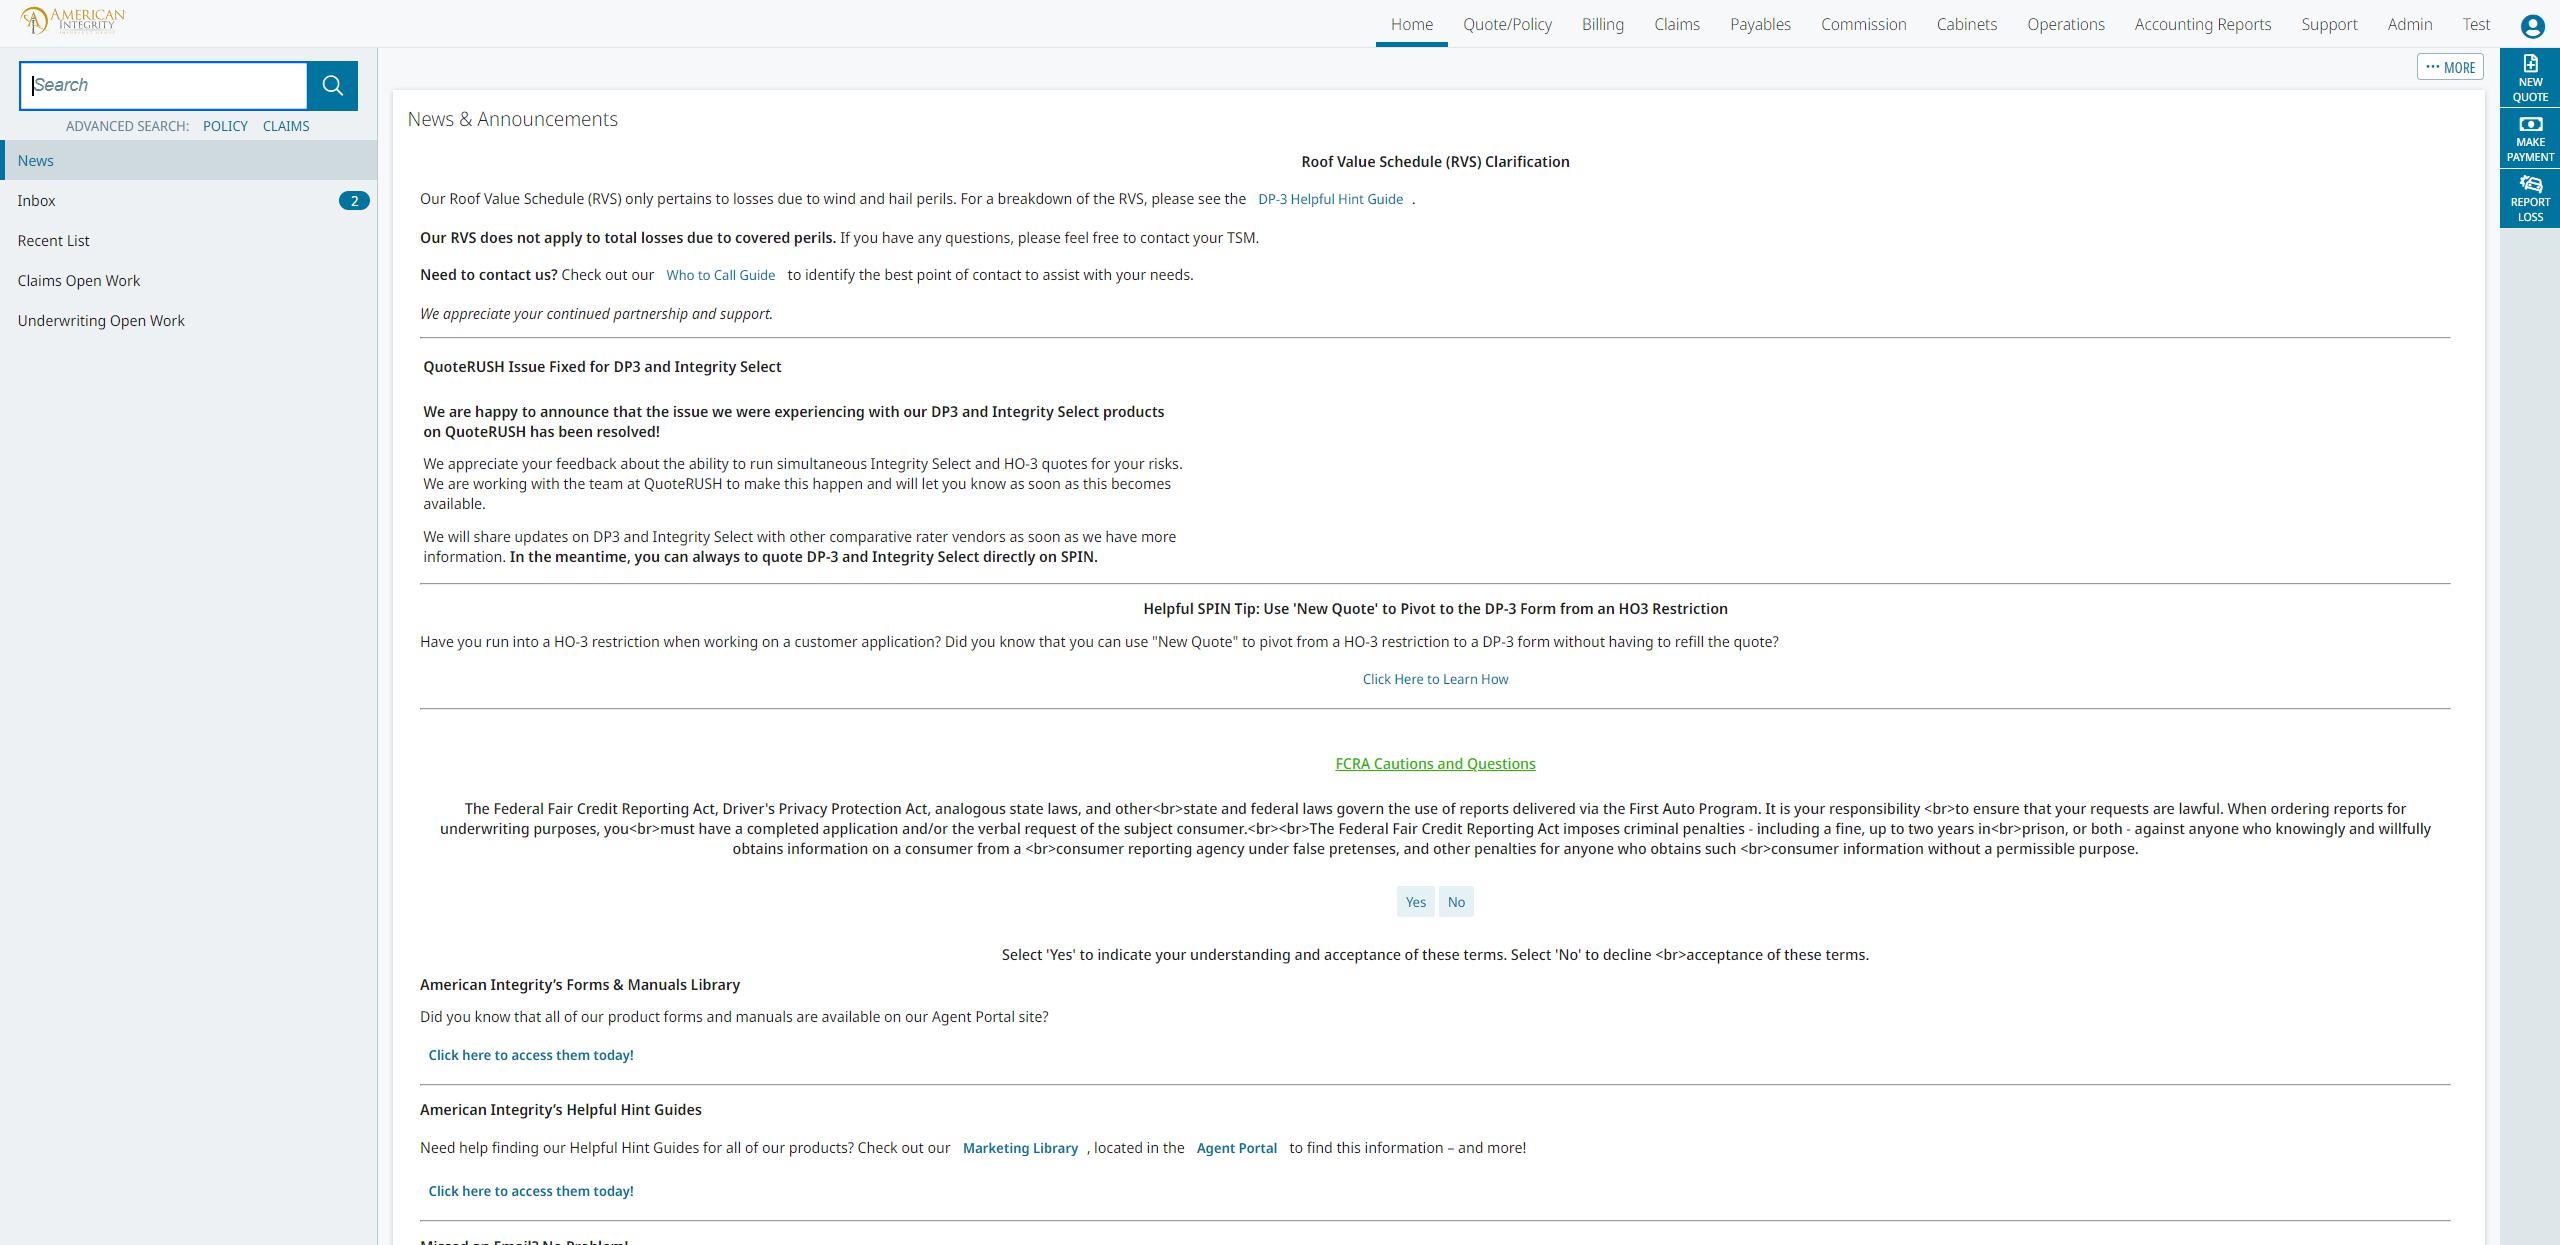 AMERICAN
INTEGRITY
Home Quote/Policy Billing Claims Payables Commission Cabinets Operations Accounting Reports Support Admin Test
Search
ADVANCED SEARCH: POLICY CLAIMS
News
Inbox 2
Recent List
Claims Open Work
Underwriting Open Work
••• MORE
NEW
QUOTE
MAKE
PAYMENT
REPORT
LOSS
News & Announcements
Roof Value Schedule (RVS) Clarification
Our Roof Value Schedule (RVS) only pertains to losses due to wind and hail perils. For a breakdown of the RVS, please see the DP-3 Helpful Hint Guide .
Our RVS does not apply to total losses due to covered perils. If you have any questions, please feel free to contact your TSM.
Need to contact us? Check out our Who to Call Guide to identify the best point of contact to assist with your needs.
We appreciate your continued partnership and support.
QuoteRUSH Issue Fixed for DP3 and Integrity Select
We are happy to announce that the issue we were experiencing with our DP3 and Integrity Select products
on QuoteRUSH has been resolved!
We appreciate your feedback about the ability to run simultaneous Integrity Select and HO-3 quotes for your risks.
We are working with the team at QuoteRUSH to make this happen and will let you know as soon as this becomes
available.
We will share updates on DP3 and Integrity Select with other comparative rater vendors as soon as we have more
information. In the meantime, you can always to quote DP-3 and Integrity Select directly on SPIN.
Helpful SPIN Tip: Use 'New Quote' to Pivot to the DP-3 Form from an HO3 Restriction
Have you run into a HO-3 restriction when working on a customer application? Did you know that you can use "New Quote" to pivot from a HO-3 restriction to a DP-3 form without having to refill the quote?
Click Here to Learn How
FCRA Cautions and Questions
The Federal Fair Credit Reporting Act, Driver's Privacy Protection Act, analogous state laws, and other<br>state and federal laws govern the use of reports delivered via the First Auto Program. It is your responsibility <br>to ensure that your requests are lawful. When ordering reports for
underwriting purposes, you<br>must have a completed application and/or the verbal request of the subject consumer.<br><br>The Federal Fair Credit Reporting Act imposes criminal penalties - including a fine, up to two years in<br>prison, or both - against anyone who knowingly and willfully
obtains information on a consumer from a <br>consumer reporting agency under false pretenses, and other penalties for anyone who obtains such <br>consumer information without a permissible purpose.
Yes No
Select 'Yes' to indicate your understanding and acceptance of these terms. Select 'No' to decline <br>acceptance of these terms.
American Integrity’s Forms & Manuals Library
Did you know that all of our product forms and manuals are available on our Agent Portal site?
Click here to access them today!
American Integrity’s Helpful Hint Guides
Need help finding our Helpful Hint Guides for all of our products? Check out our Marketing Library , located in the Agent Portal to find this information – and more!
Click here to access them today!
Missed an Email? No Problem!